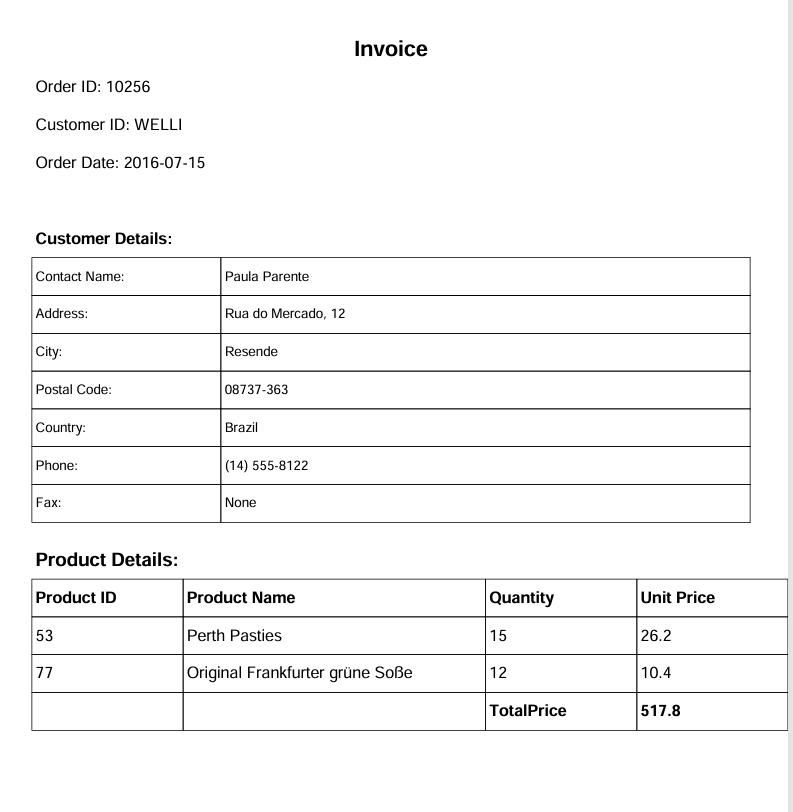 Invoice
Order ID: 10256
Customer ID: WELLI
Order Date: 2016-07-15
Customer Details:
Contact Name: Paula Parente
Address: Rua do Mercado, 12
City: Resende
Postal Code: 08737-363
Country: Brazil
Phone: (14) 555-8122
Fax: None
Product Details:
Product ID Product Name Quantity Unit Price
53 Perth Pasties 15 26.2
77 Original Frankfurter grüne Soße 12 10.4
TotalPrice 517.8